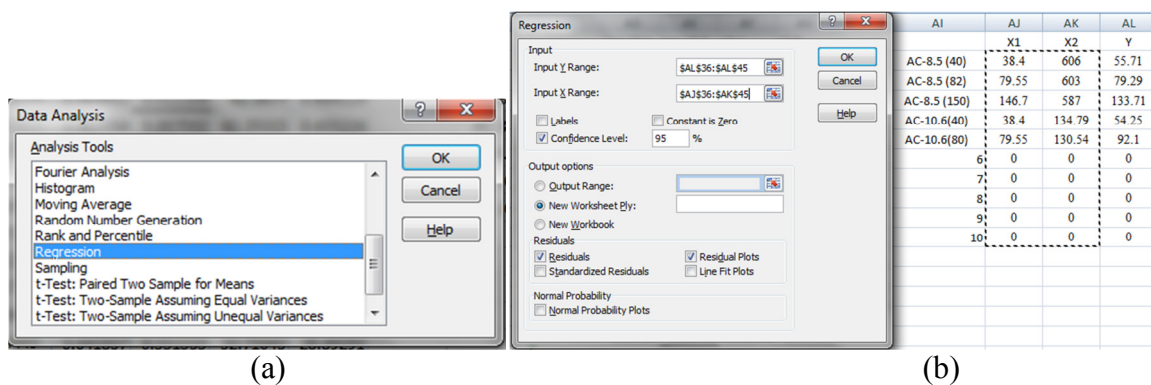 Data Analysis
Analysis Tools
Fourier Analysis
Histogram
Moving Average
Random Number Generation
Rank and Percentile
Regression
Sampling
t-Test: Paired Two Sample for Means
t-Test: Two-Sample Assuming Equal Variances
t-Test: Two-Sample Assuming Unequal Variances
OK
Cancel
Help
(a)
Regression
Input
Input Y Range: $AL$36:$AL$45
Input X Range: $AJ$36:$AK$45
Labels Constant is Zero
Confidence Level: 95 %
Output options
Output Range:
New Worksheet Ply:
New Workbook
Residuals
Residuals Residual Plots
Standardized Residuals Line Fit Plots
Normal Probability
Normal Probability Plots
OK
Cancel
Help
AI AJ AK AL
X1 X2 Y
AC-8.5 (40) 38.4 606 55.71
AC-8.5 (82) 79.55 603 79.29
AC-8.5 (150) 146.7 587 133.71
AC-10.6(40) 38.4 134.79 54.25
AC-10.6(80) 79.55 130.54 92.1
6 0 0 0
7 0 0 0
8 0 0 0
9 0 0 0
10 0 0 0
(b)